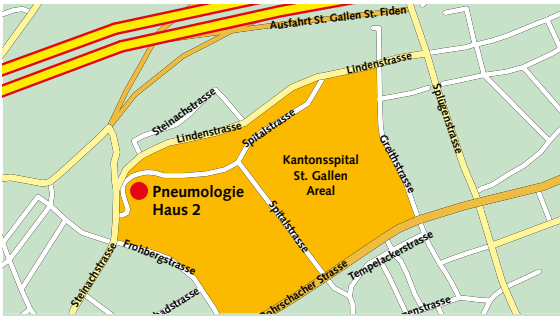 Ausfahrt St. Gallen St. Fiden
Lindenstrasse
Steinachstrasse
Splügenstrasse
Lindenstrasse
Spitalstrasse
Kantonsspital
St. Gallen
Areal
Greithstrasse
Pneumologie
Haus 2
Spitalstrasse
Frohbergstrasse
Tempelackerstrasse
Steinachstrasse
Rohrschacher Strasse